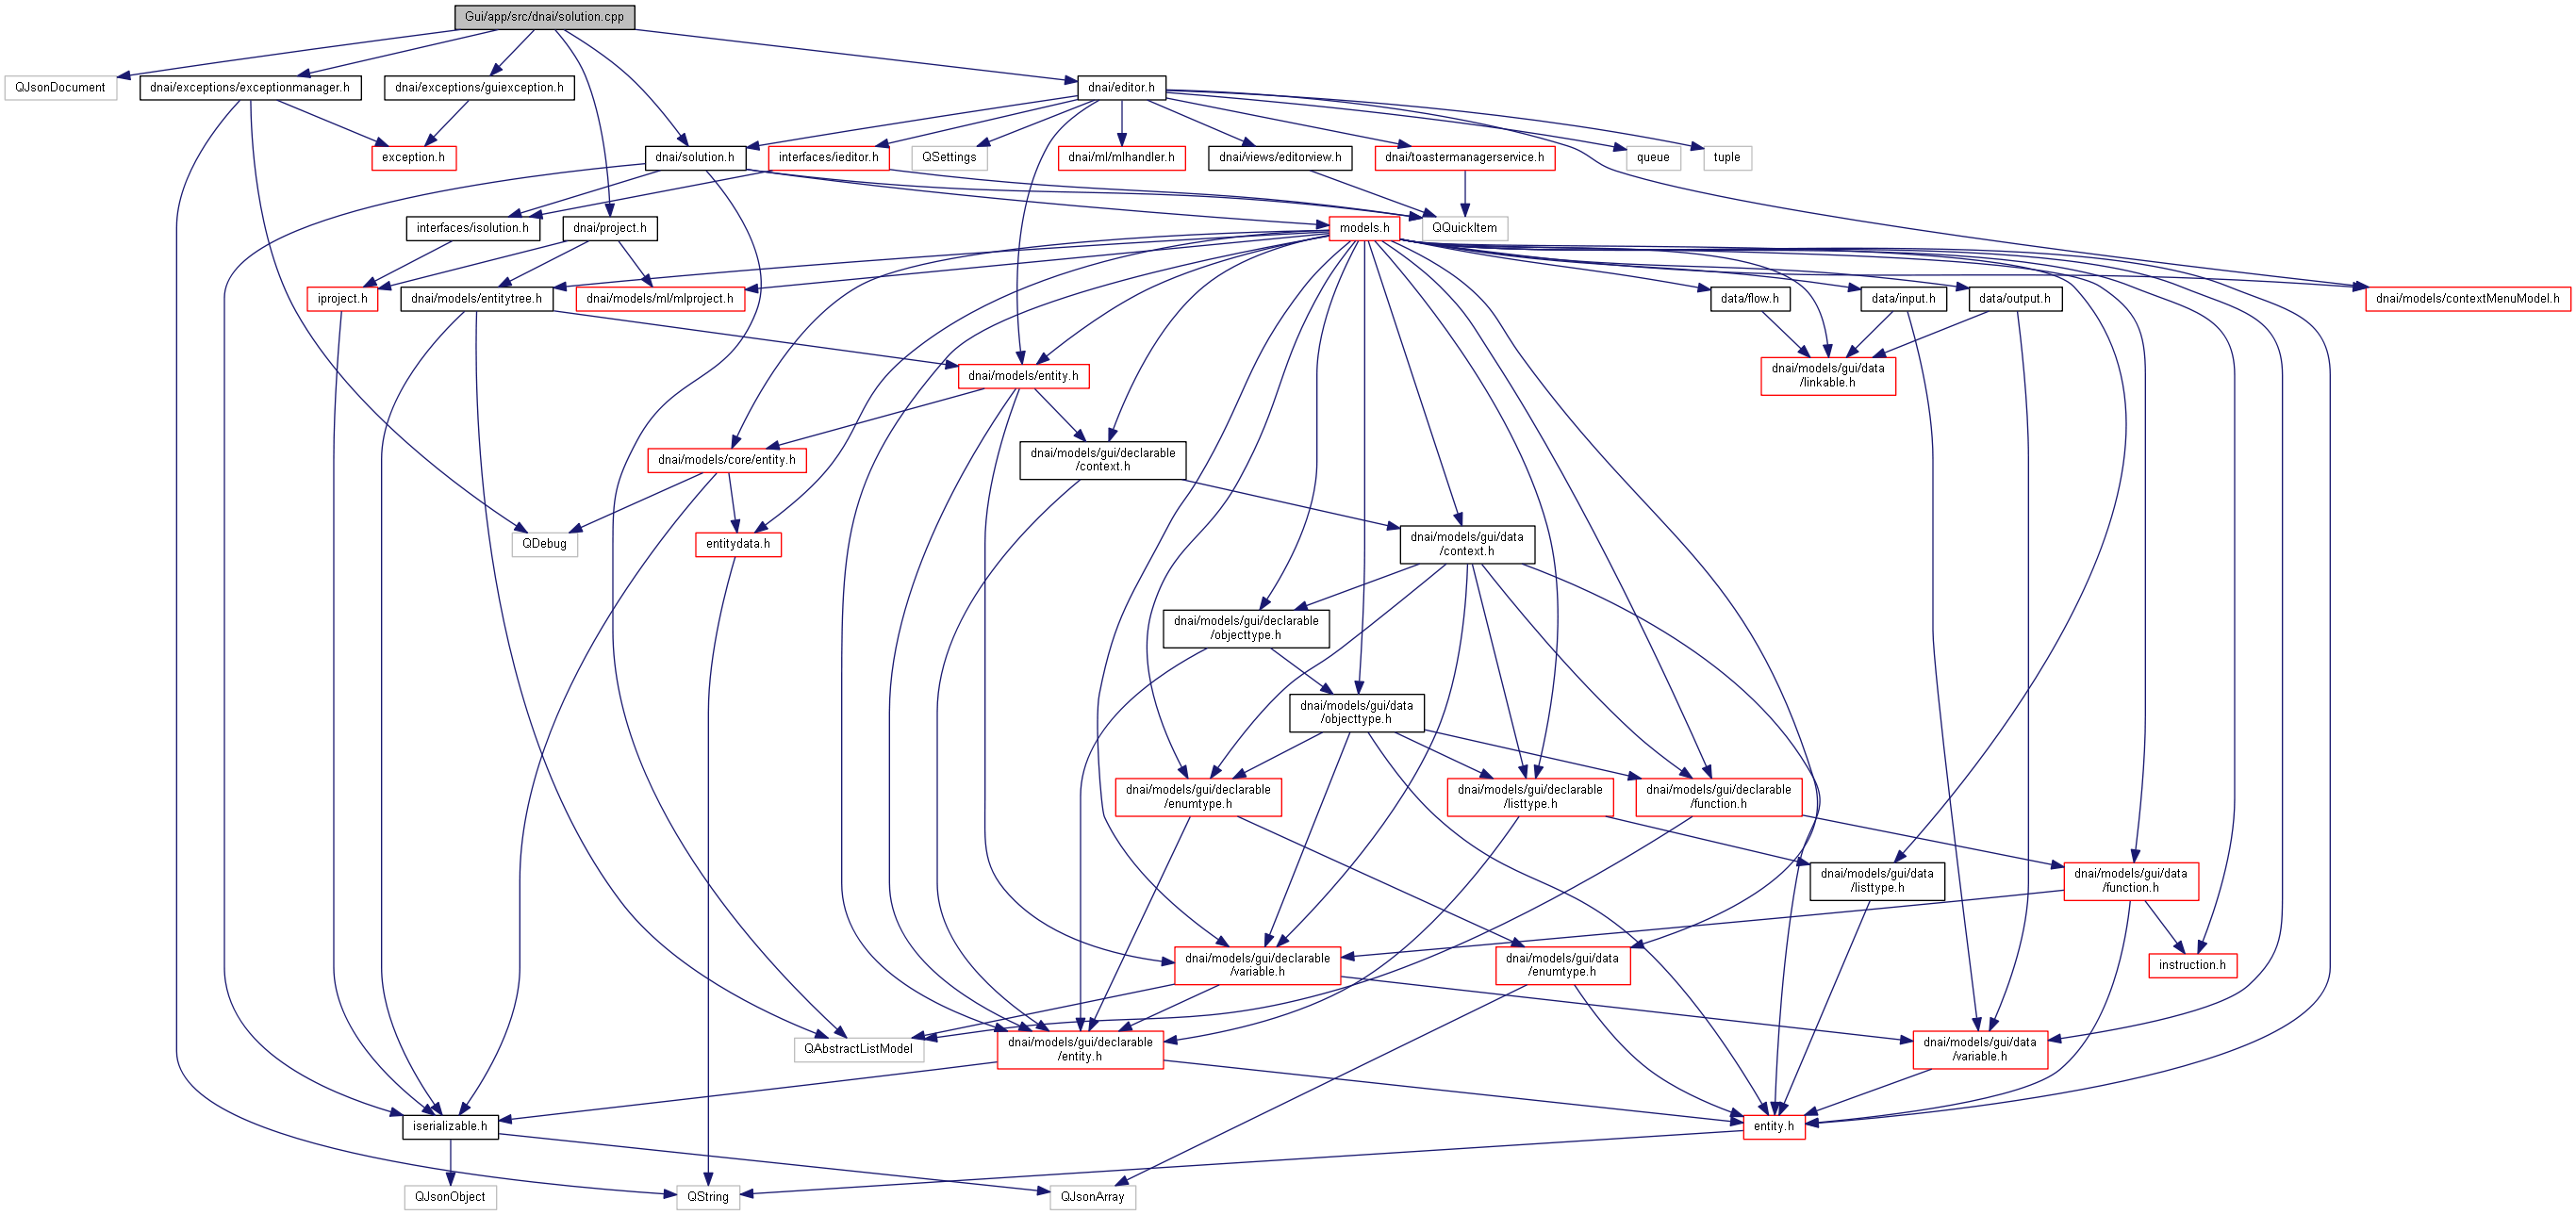 Gui/app/src/dnai/solution.cpp
QJsonDocument
dnai/exceptions/exceptionmanager.h
dnai/exceptions/guiexception.h
dnai/editor.h
exception.h
dnai/solution.h
interfaces/ieditor.h
QSettings
dnai/ml/mlhandler.h
dnai/views/editorview.h
dnai/toastermanagerservice.h
queue
tuple
interfaces/isolution.h
dnai/project.h
models.h
QQuickItem
iproject.h
dnai/models/entitytree.h
dnai/models/ml/mlproject.h
data/flow.h
data/input.h
data/output.h
dnai/models/contextMenuModel.h
dnai/models/entity.h
dnai/models/gui/data
/linkable.h
dnai/models/core/entity.h
dnai/models/gui/declarable
/context.h
QDebug
entitydata.h
dnai/models/gui/data
/context.h
dnai/models/gui/declarable
/objecttype.h
dnai/models/gui/data
/objecttype.h
dnai/models/gui/declarable
/enumtype.h
dnai/models/gui/declarable
/listtype.h
dnai/models/gui/declarable
/function.h
dnai/models/gui/data
/listtype.h
dnai/models/gui/data
/function.h
dnai/models/gui/declarable
/variable.h
dnai/models/gui/data
/enumtype.h
instruction.h
QAbstractListModel
dnai/models/gui/declarable
/entity.h
dnai/models/gui/data
/variable.h
iserializable.h
entity.h
QJsonObject
QString
QJsonArray